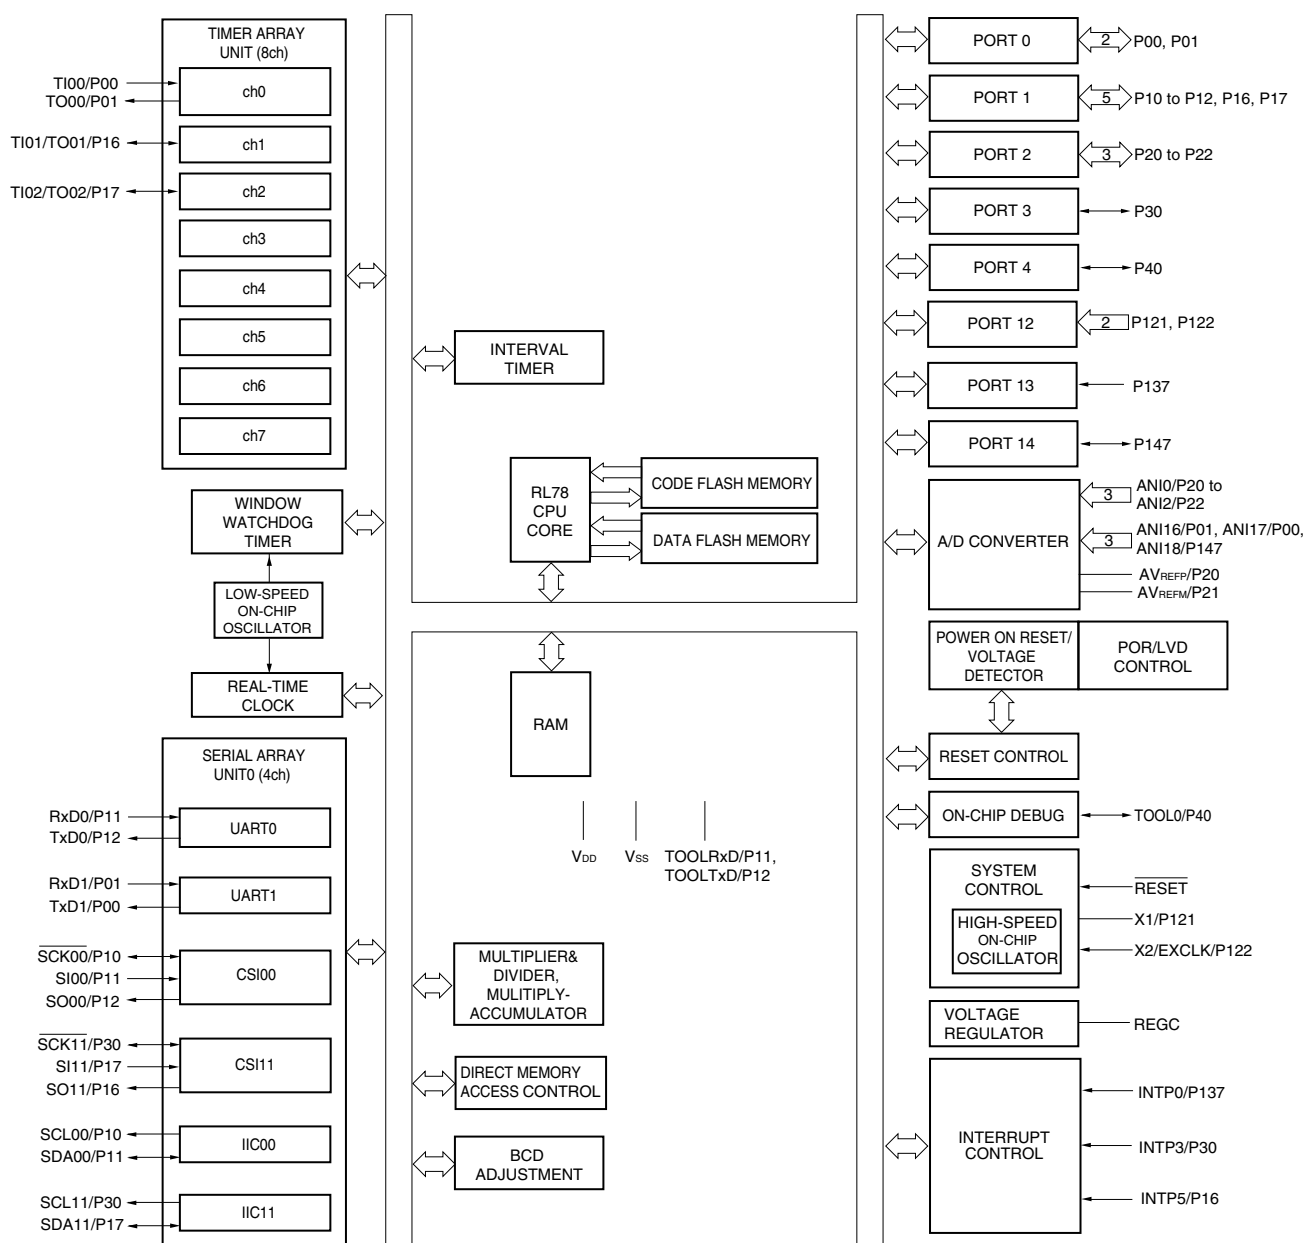 TIMER ARRAY
UNIT (8ch)
TI00/P00
TO00/P01
ch0
TI01/TO01/P16
ch1
TI02/TO02/P17
ch2
ch3
ch4
ch5
ch6
ch7
WINDOW
WATCHDOG
TIMER
LOW-SPEED
ON-CHIP
OSCILLATOR
REAL-TIME
CLOCK
SERIAL ARRAY
UNIT0 (4ch)
RxD0/P11
TxD0/P12
UART0
RxD1/P01
TxD1/P00
UART1
SCK00/P10
SI00/P11
SO00/P12
CSI00
SCK11/P30
SI11/P17
SO11/P16
CSI11
SCL00/P10
SDA00/P11
IIC00
SCL11/P30
SDA11/P17
IIC11
INTERVAL
TIMER
RL78
CPU
CORE
CODE FLASH MEMORY
DATA FLASH MEMORY
RAM
VDD
VSS
TOOLRxD/P11,
TOOLTxD/P12
MULTIPLIER&
DIVIDER,
MULITIPLY-
ACCUMULATOR
DIRECT MEMORY
ACCESS CONTROL
BCD
ADJUSTMENT
PORT 0
2
P00, P01
PORT 1
5
P10 to P12, P16, P17
PORT 2
3
P20 to P22
PORT 3
P30
PORT 4
P40
PORT 12
2
P121, P122
PORT 13
P137
PORT 14
P147
A/D CONVERTER
3
ANI0/P20 to
ANI2/P22
3
ANI16/P01, ANI17/P00,
ANI18/P147
AVREFP/P20
AVREFM/P21
POWER ON RESET/
VOLTAGE
DETECTOR
POR/LVD
CONTROL
RESET CONTROL
ON-CHIP DEBUG
TOOL0/P40
SYSTEM
CONTROL
HIGH-SPEED
ON-CHIP
OSCILLATOR
RESET
X1/P121
X2/EXCLK/P122
VOLTAGE
REGULATOR
REGC
INTERRUPT
CONTROL
INTP0/P137
INTP3/P30
INTP5/P16